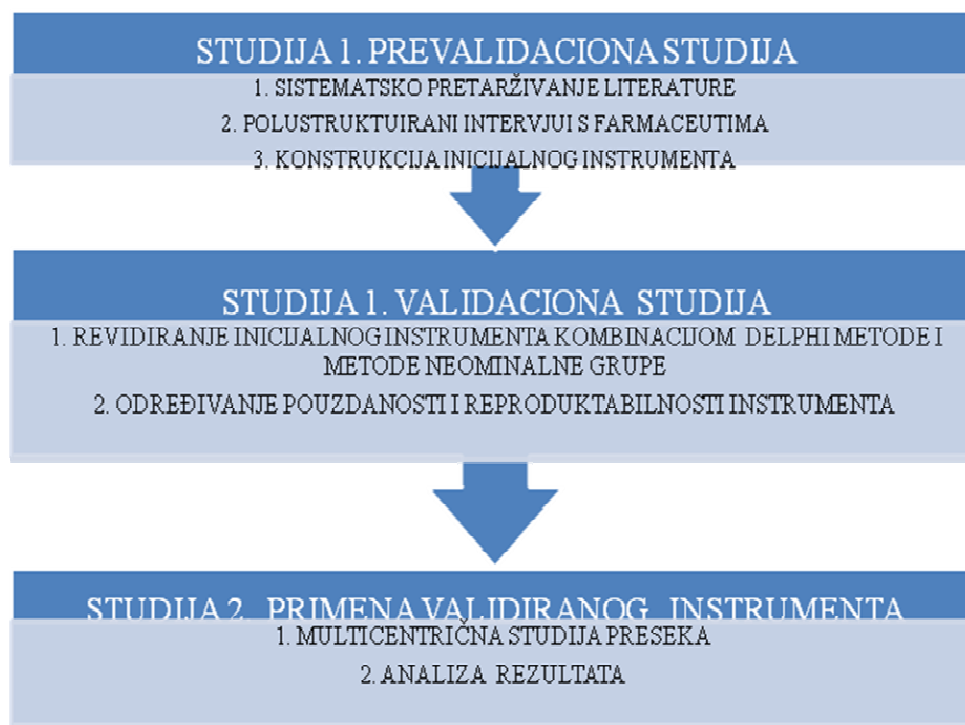 STUDIJA 1. PREVALIDACIONA STUDIJA
1. SISTEMATSKO PRETARŽIVANJE LITERATURE
2. POLUSTRUKTUIRANI INTERVJUI S FARMACEUTIMA
3. KONSTRUKCIJA INICIJALNOG INSTRUMENTA
STUDIJA 1. VALIDACIONA STUDIJA
1. REVIDIRANJE INICIJALNOG INSTRUMENTA KOMBINACIJOM DELPHI METODE I
METODE NEOMINALNE GRUPE
2. ODREĐIVANJE POUZDANOSTI I REPRODUKTABILNOSTI INSTRUMENTA
STUDIJA 2. PRIMENA VALIDIRANOG INSTRUMENTA
1. MULTICENTRIČNA STUDIJA PRESEKA
2. ANALIZA REZULTATA